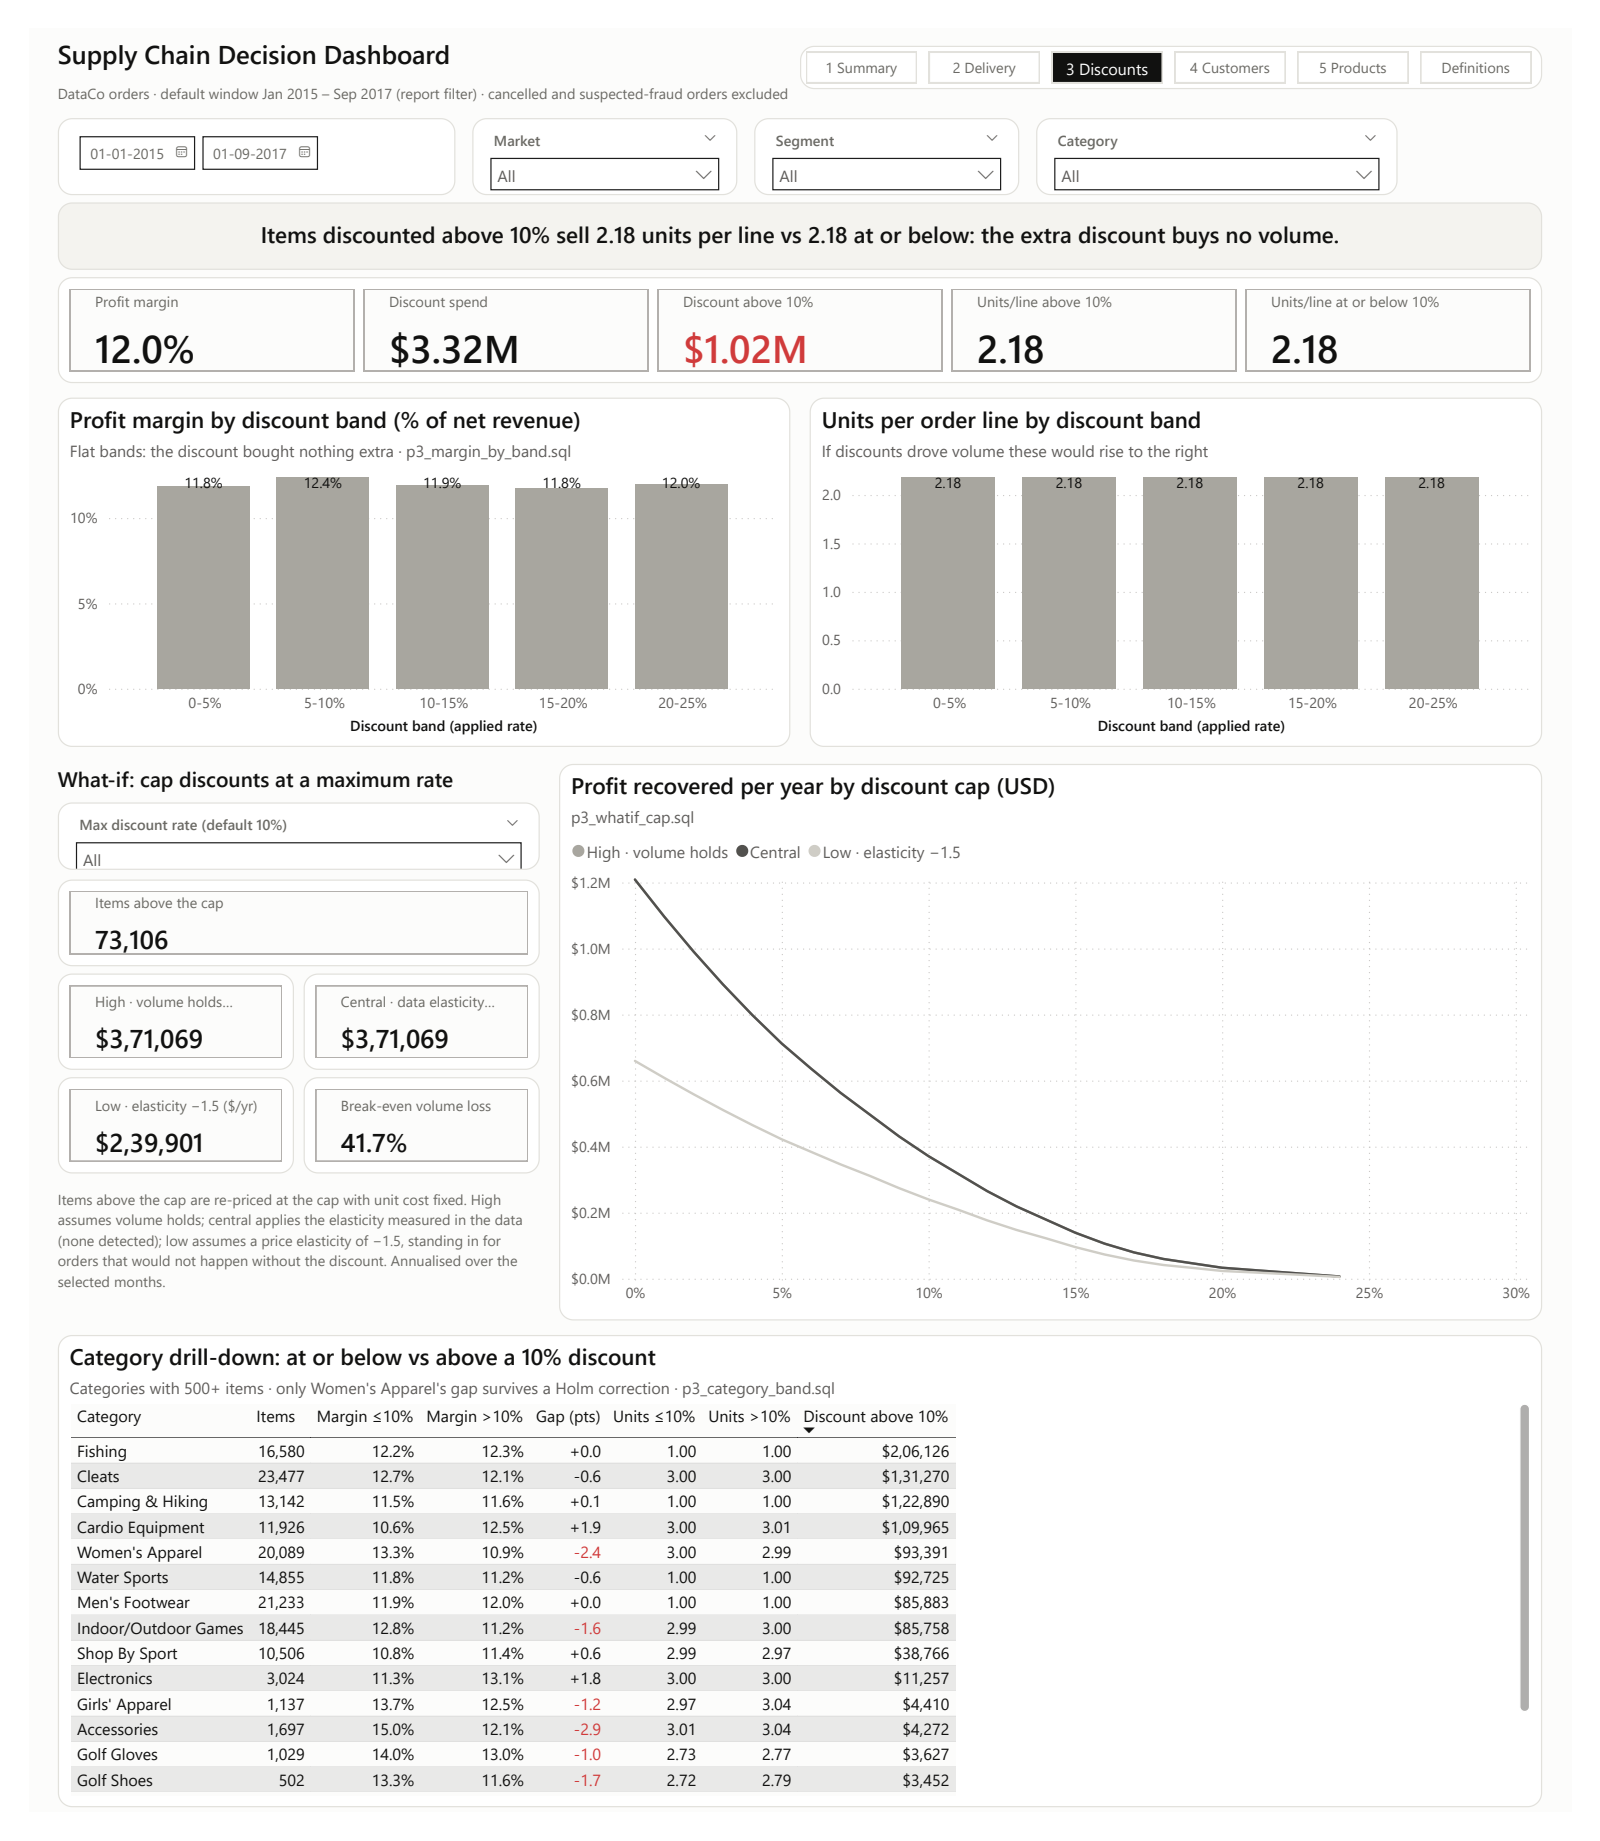 Supply Chain Decision Dashboard
1 Summary
2 Delivery
3 Discounts
4 Customers
5 Products
Definitions
DataCo orders · default window Jan 2015 – Sep 2017 (report filter) · cancelled and suspected-fraud orders excluded
01-01-2015 01-09-2017
Market
All
Segment
All
Category
All
Items discounted above 10% sell 2.18 units per line vs 2.18 at or below: the extra discount buys no volume.
Profit margin
12.0%
Discount spend
$3.32M
Discount above 10%
$1.02M
Units/line above 10%
2.18
Units/line at or below 10%
2.18
Profit margin by discount band (% of net revenue)
Flat bands: the discount bought nothing extra · p3_margin_by_band.sql
11.8% 12.4% 11.9% 11.8% 12.0%
10%
5%
0%
0-5% 5-10% 10-15% 15-20% 20-25%
Discount band (applied rate)
Units per order line by discount band
If discounts drove volume these would rise to the right
2.18 2.18 2.18 2.18 2.18
2.0
1.5
1.0
0.5
0.0
0-5% 5-10% 10-15% 15-20% 20-25%
Discount band (applied rate)
What-if: cap discounts at a maximum rate
Max discount rate (default 10%)
All
Items above the cap
73,106
High · volume holds...
$3,71,069
Central · data elasticity...
$3,71,069
Low · elasticity −1.5 ($/yr)
$2,39,901
Break-even volume loss
41.7%
Items above the cap are re-priced at the cap with unit cost fixed. High
assumes volume holds; central applies the elasticity measured in the data
(none detected); low assumes a price elasticity of −1.5, standing in for
orders that would not happen without the discount. Annualised over the
selected months.
Profit recovered per year by discount cap (USD)
p3_whatif_cap.sql
High · volume holds Central Low · elasticity −1.5
$1.2M
$1.0M
$0.8M
$0.6M
$0.4M
$0.2M
$0.0M
0% 5% 10% 15% 20% 25% 30%
Category drill-down: at or below vs above a 10% discount
Categories with 500+ items · only Women's Apparel's gap survives a Holm correction · p3_category_band.sql
Category Items Margin ≤10% Margin >10% Gap (pts) Units ≤10% Units >10% Discount above 10%
Fishing 16,580 12.2% 12.3% +0.0 1.00 1.00 $2,06,126
Cleats 23,477 12.7% 12.1% -0.6 3.00 3.00 $1,31,270
Camping & Hiking 13,142 11.5% 11.6% +0.1 1.00 1.00 $1,22,890
Cardio Equipment 11,926 10.6% 12.5% +1.9 3.00 3.01 $1,09,965
Women's Apparel 20,089 13.3% 10.9% -2.4 3.00 2.99 $93,391
Water Sports 14,855 11.8% 11.2% -0.6 1.00 1.00 $92,725
Men's Footwear 21,233 11.9% 12.0% +0.0 1.00 1.00 $85,883
Indoor/Outdoor Games 18,445 12.8% 11.2% -1.6 2.99 3.00 $85,758
Shop By Sport 10,506 10.8% 11.4% +0.6 2.99 2.97 $38,766
Electronics 3,024 11.3% 13.1% +1.8 3.00 3.00 $11,257
Girls' Apparel 1,137 13.7% 12.5% -1.2 2.97 3.04 $4,410
Accessories 1,697 15.0% 12.1% -2.9 3.01 3.04 $4,272
Golf Gloves 1,029 14.0% 13.0% -1.0 2.73 2.77 $3,627
Golf Shoes 502 13.3% 11.6% -1.7 2.72 2.79 $3,452